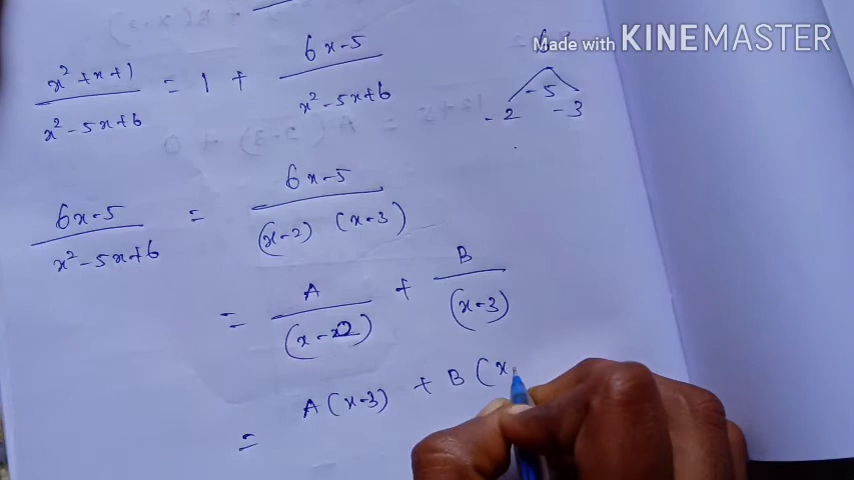 Made with KINEMASTER
x² + x + 1 / x² - 5x + 6 = 1 + 6x - 5 / x² - 5x + 6
6
-5
-2 -3
6x - 5 / x² - 5x + 6 = 6x - 5 / (x - 2) (x - 3)
= A / (x - 2) + B / (x - 3)
= A (x - 3) + B (x